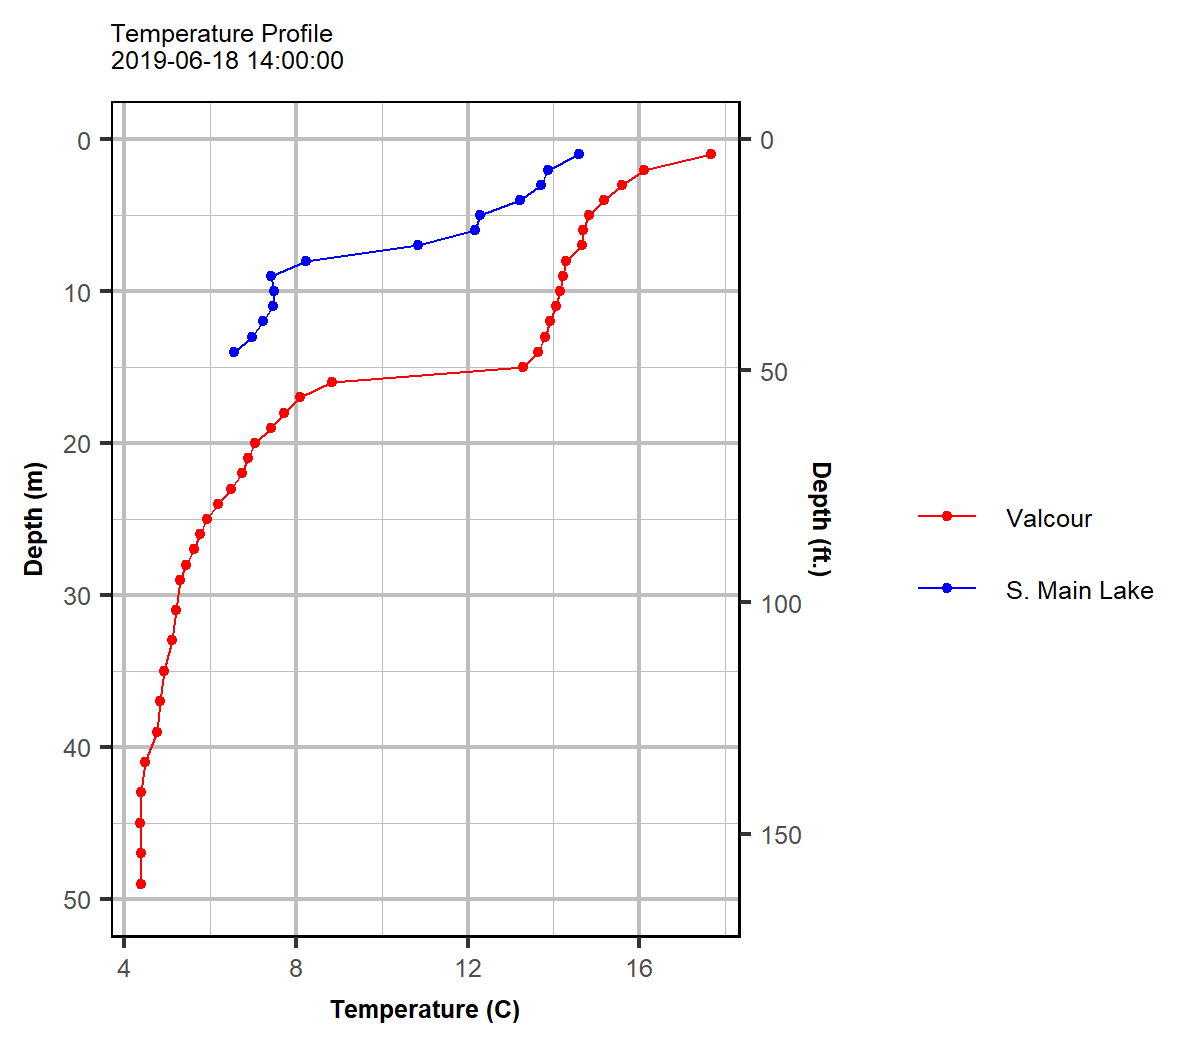 Temperature Profile
2019-06-18 14:00:00
0
10
20
30
40
50
Depth (m)
4
8
12
16
Temperature (C)
0
50
100
150
Depth (ft.)
Valcour
S. Main Lake